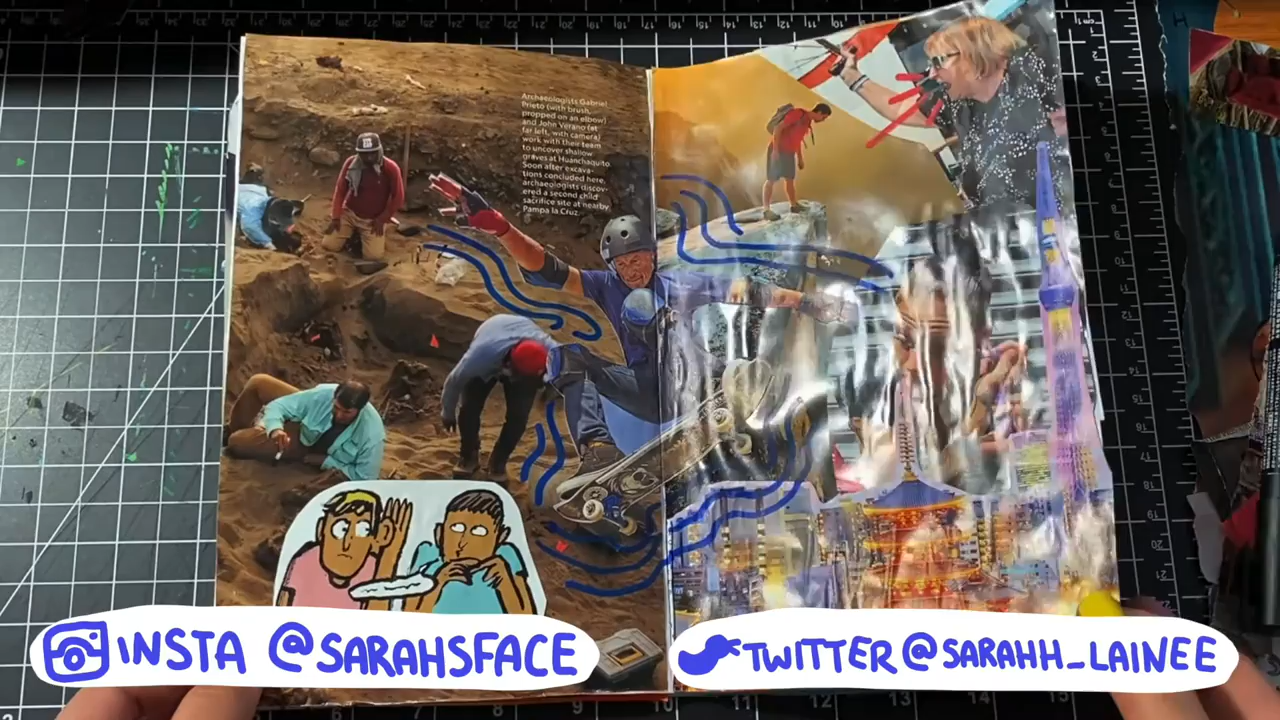 Archaeologists Gabriel
Prieto (with brush,
propped on an elbow)
and John Verano (at
far left, with camera)
work with their team
to uncover shallow
graves at Huanchaquito.
Soon after excava-
tions concluded here,
archaeologists discov-
ered a second child
sacrifice site at nearby
Pampa la Cruz.
INSTA @SARAHSFACE
TWITTER @SARAHH_LAINEE